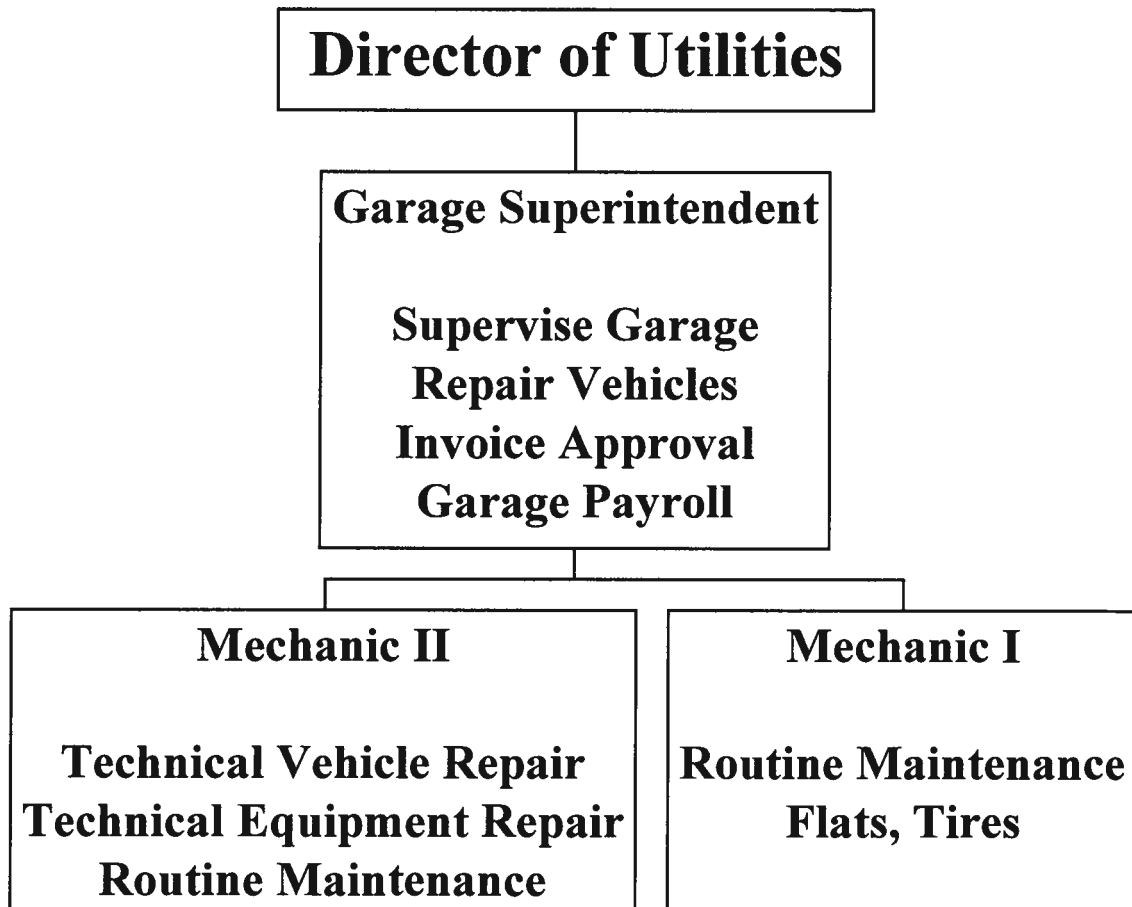 Director of Utilities
Garage Superintendent
Supervise Garage
Repair Vehicles
Invoice Approval
Garage Payroll
Mechanic II
Technical Vehicle Repair
Technical Equipment Repair
Routine Maintenance
Mechanic I
Routine Maintenance
Flats, Tires